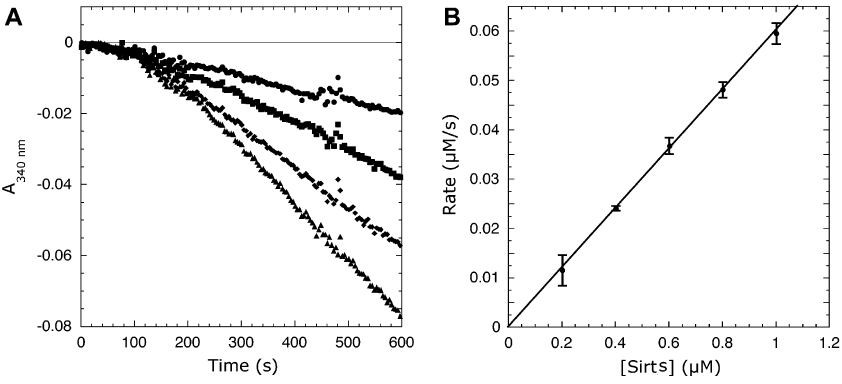 A
0
-0.02
-0.04
-0.06
-0.08
A340 nm
0 100 200 300 400 500 600
Time (s)
B
0.06
0.05
0.04
0.03
0.02
0.01
0
Rate (µM/s)
0 0.2 0.4 0.6 0.8 1 1.2
[Sirts] (µM)